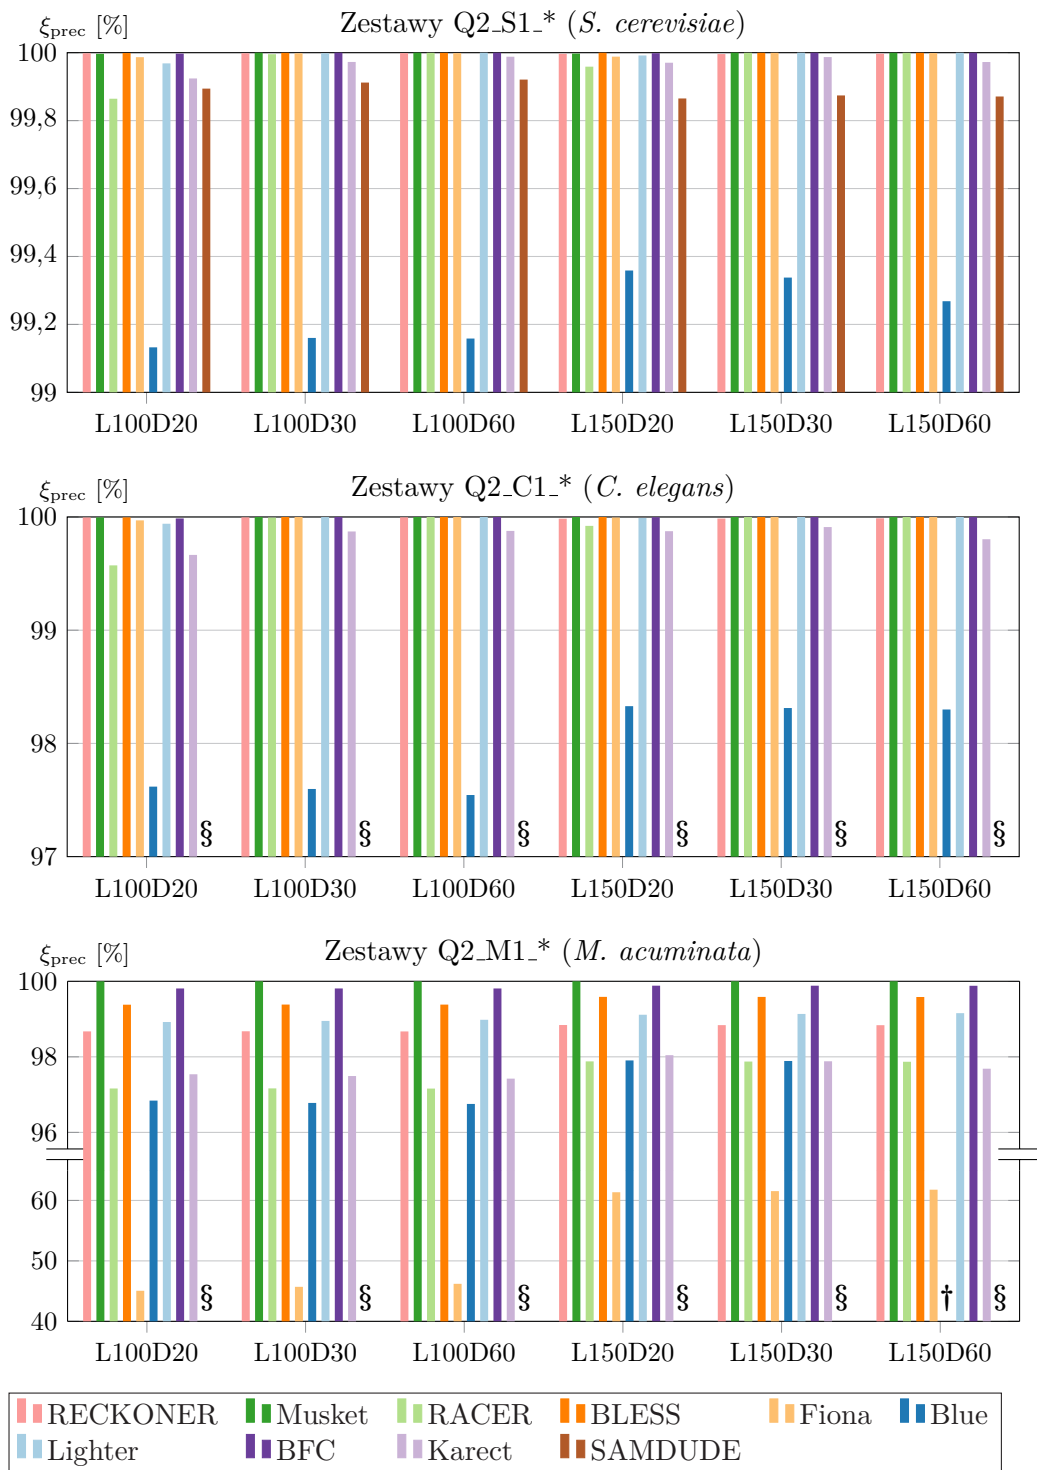 ξprec [%] Zestawy Q2_S1_* (S. cerevisiae)
100
99,8
99,6
99,4
99,2
99
L100D20 L100D30 L100D60 L150D20 L150D30 L150D60
ξprec [%] Zestawy Q2_C1_* (C. elegans)
100
99
98
97
§ § § § § §
L100D20 L100D30 L100D60 L150D20 L150D30 L150D60
ξprec [%] Zestawy Q2_M1_* (M. acuminata)
100
98
96
60
50
40
§ § § § § † §
L100D20 L100D30 L100D60 L150D20 L150D30 L150D60
RECKONER Musket RACER BLESS Fiona Blue
Lighter BFC Karect SAMDUDE